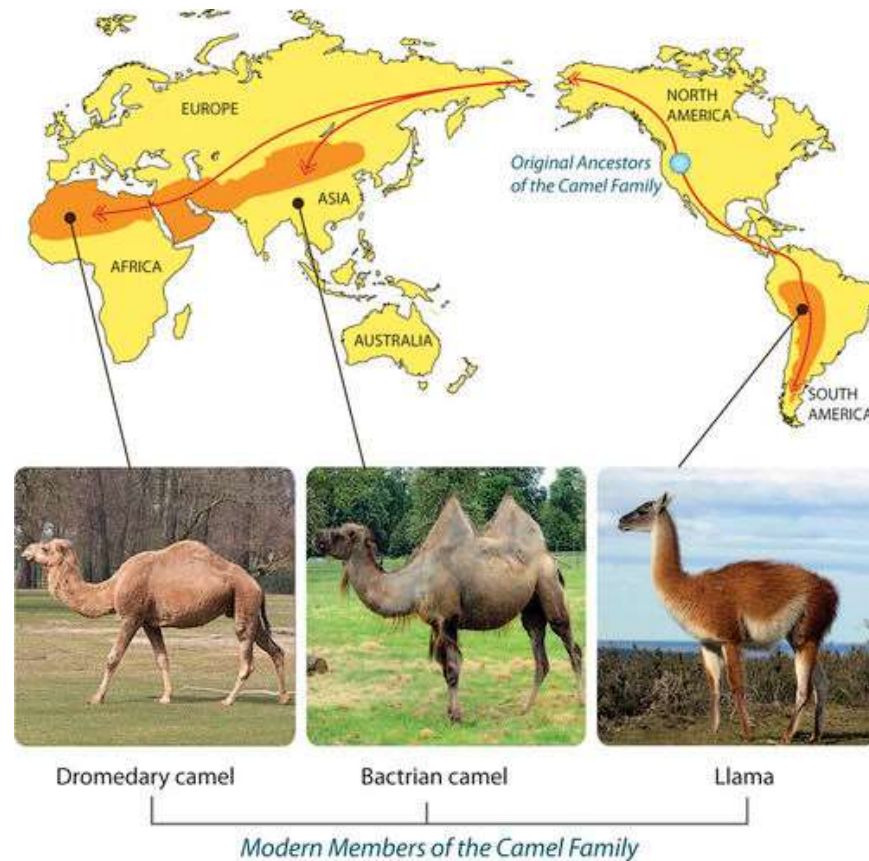 EUROPE
NORTH
AMERICA
Original Ancestors
of the Camel Family
ASIA
AFRICA
AUSTRALIA
SOUTH
AMERICA
Dromedary camel
Bactrian camel
Llama
Modern Members of the Camel Family